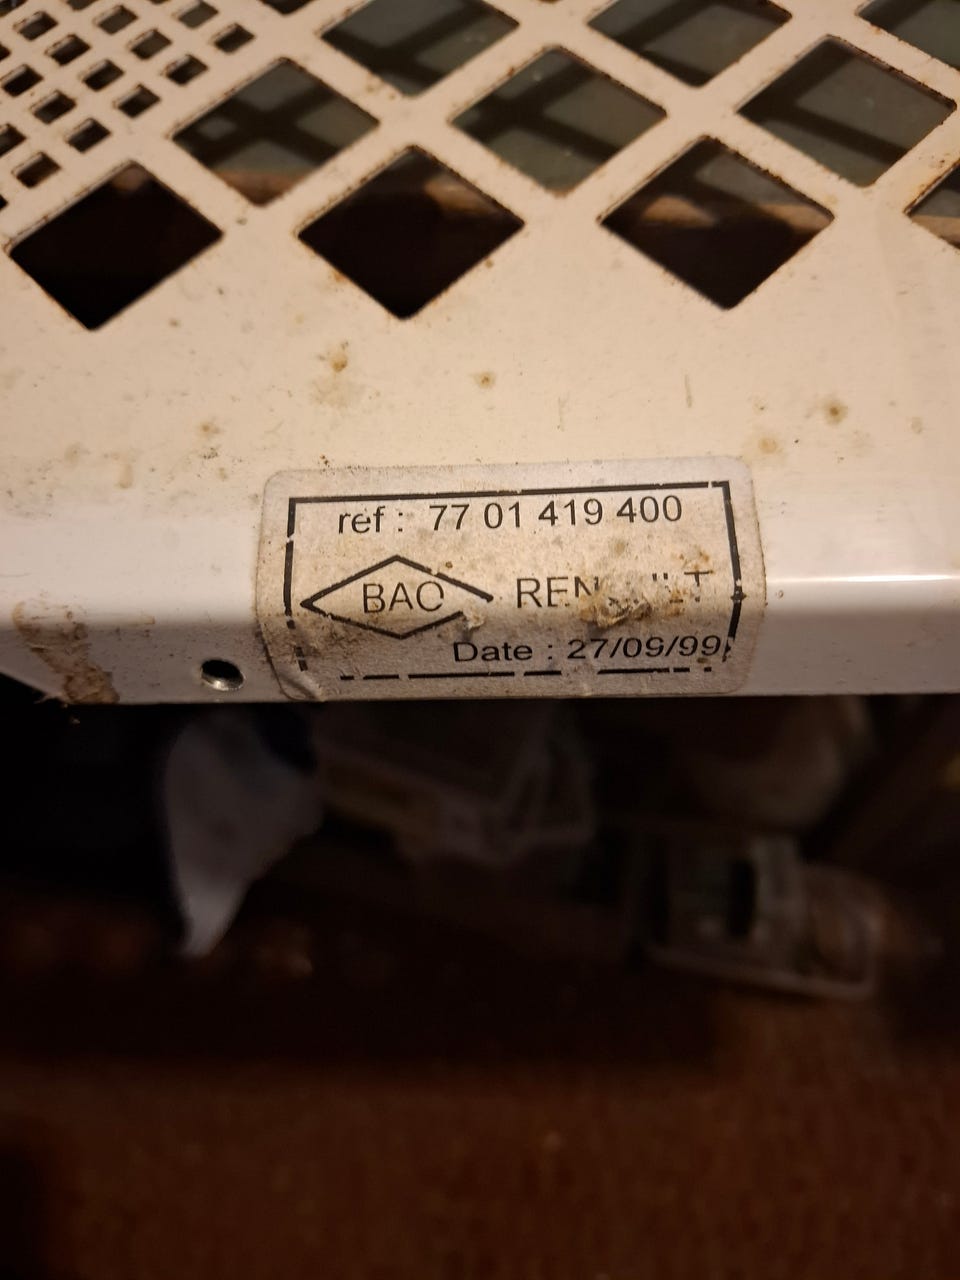 ref : 77 01 419 400
BAC
Date : 27/09/99